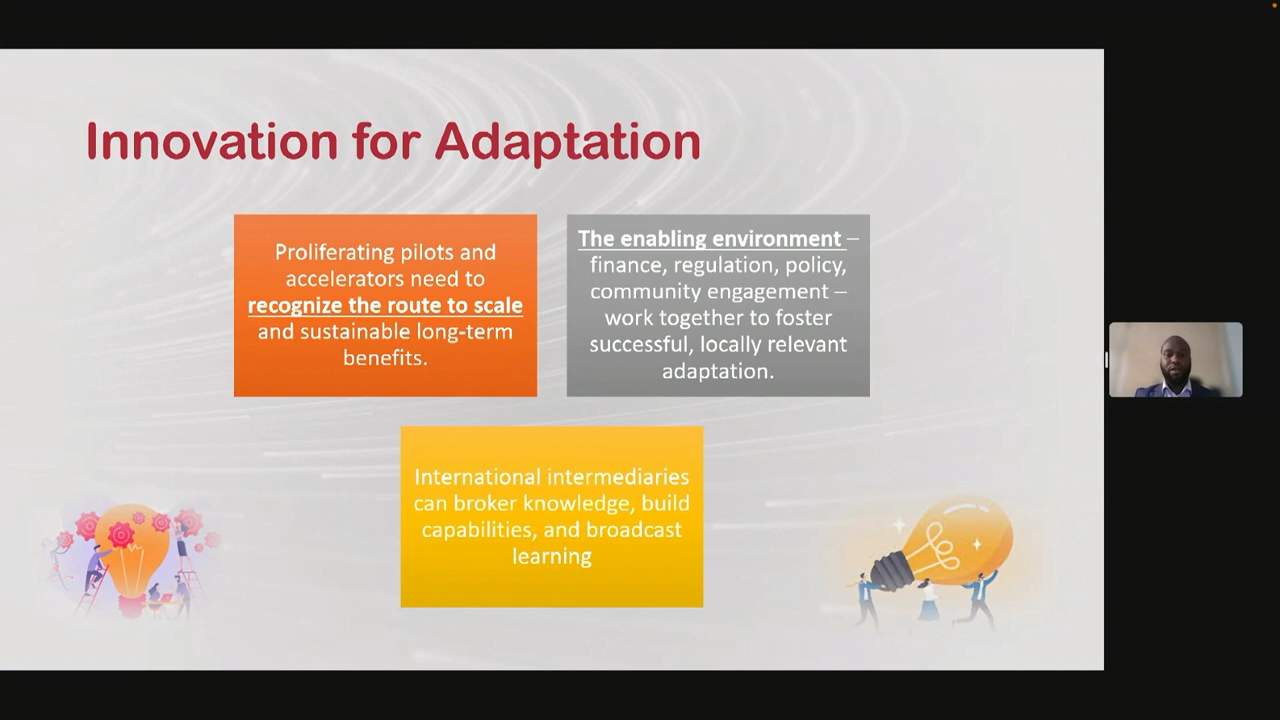 Innovation for Adaptation
Proliferating pilots and
accelerators need to
recognize the route to scale
and sustainable long-term
benefits.
The enabling environment –
finance, regulation, policy,
community engagement –
work together to foster
successful, locally relevant
adaptation.
International intermediaries
can broker knowledge, build
capabilities, and broadcast
learning